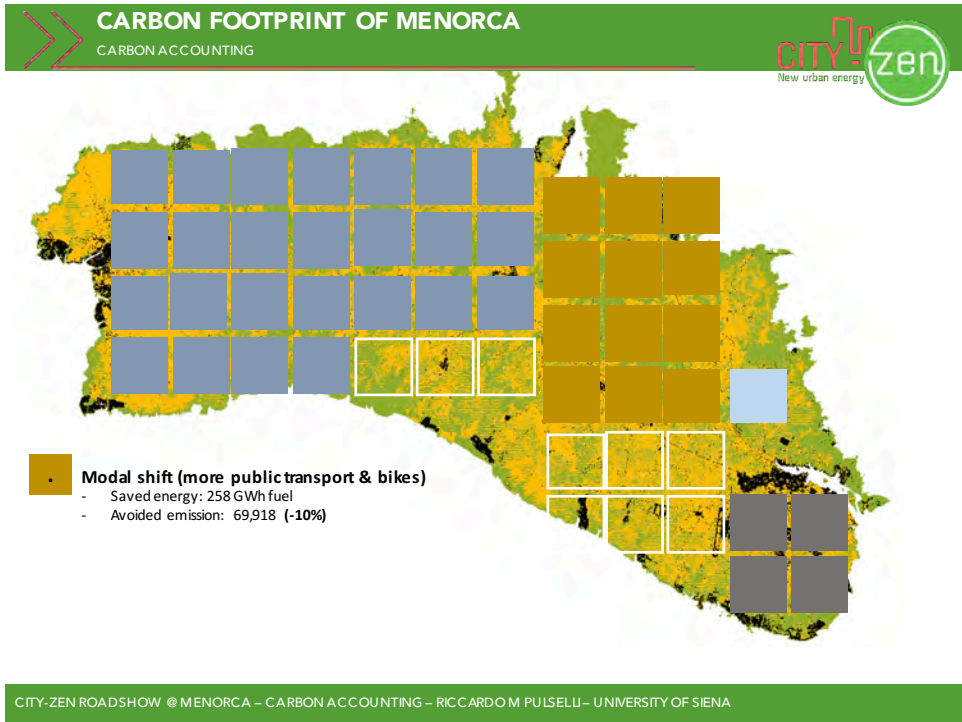 CARBON FOOTPRINT OF MENORCA
CARBON ACCOUNTING
CITY
zen
New urban energy
. Modal shift (more public transport & bikes)
- Saved energy: 258 GWh fuel
- Avoided emission: 69,918 (-10%)
CITY-ZEN ROADSHOW @ MENORCA – CARBON ACCOUNTING – RICCARDO M PULSELLI – UNIVERSITY OF SIENA